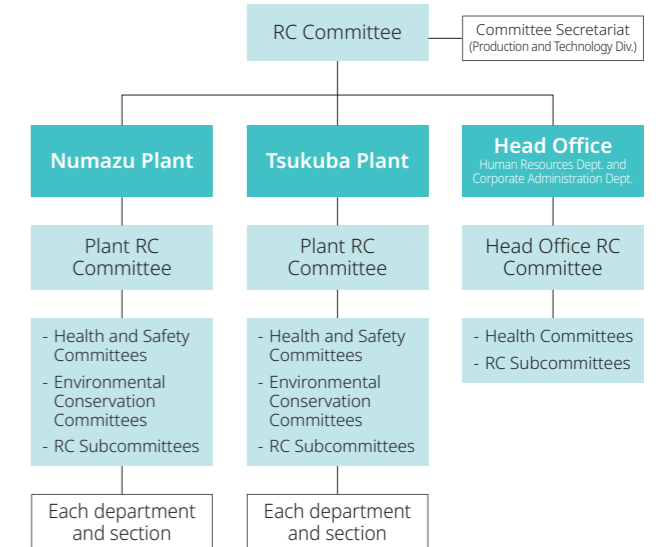 RC Committee
Committee Secretariat
(Production and Technology Div.)
Numazu Plant
Tsukuba Plant
Head Office
Human Resources Dept. and
Corporate Administration Dept.
Plant RC
Committee
Plant RC
Committee
Head Office RC
Committee
- Health and Safety
Committees
- Environmental
Conservation
Committees
- RC Subcommittees
- Health and Safety
Committees
- Environmental
Conservation
Committees
- RC Subcommittees
- Health Committees
- RC Subcommittees
Each department
and section
Each department
and section